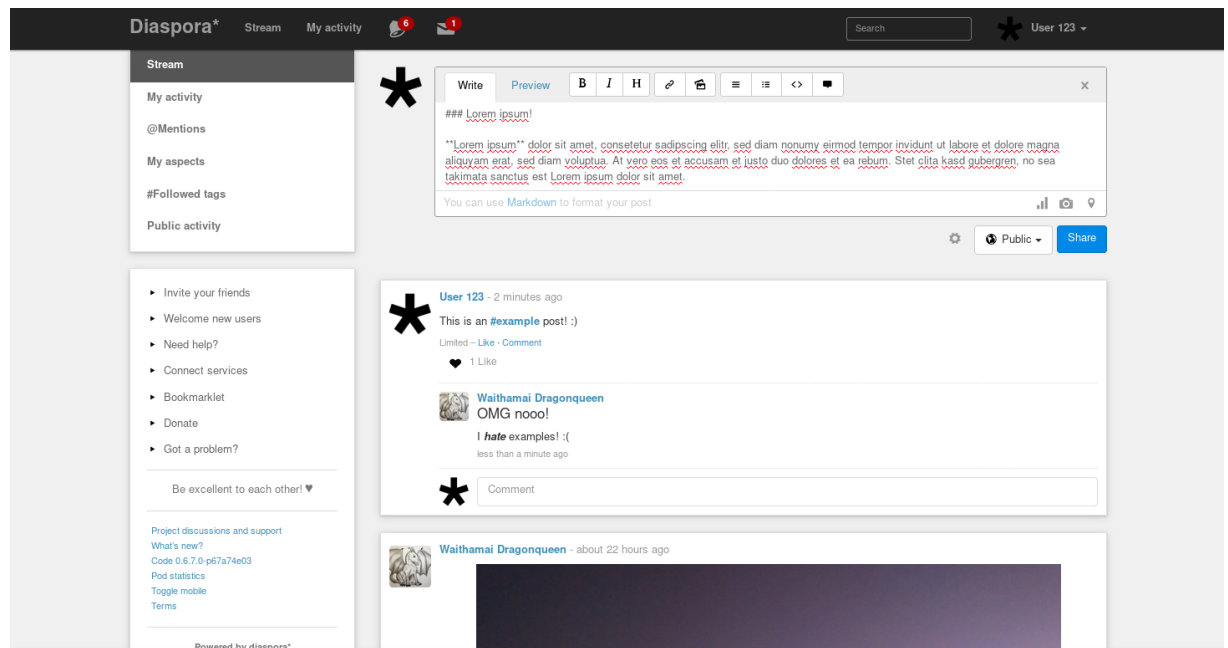 Diaspora* Stream My activity 6 1 Search User 123
Stream
My activity
@Mentions
My aspects
#Followed tags
Public activity
Invite your friends
Welcome new users
Need help?
Connect services
Bookmarklet
Donate
Got a problem?
Be excellent to each other! ♥
Project discussions and support
What's new?
Code 0.6.7.0-p67a74e03
Pod statistics
Toggle mobile
Terms
Powered by diaspora*
Write Preview B I H
### Lorem ipsum!
**Lorem ipsum** dolor sit amet, consetetur sadipscing elitr, sed diam nonumy eirmod tempor invidunt ut labore et dolore magna
aliquyam erat, sed diam voluptua. At vero eos et accusam et justo duo dolores et ea rebum. Stet clita kasd gubergren, no sea
takimata sanctus est Lorem ipsum dolor sit amet.
You can use Markdown to format your post
Public Share
User 123 - 2 minutes ago
This is an #example post! :)
Limited – Like · Comment
1 Like
Waithamai Dragonqueen
OMG nooo!
I hate examples! :(
less than a minute ago
Comment
Waithamai Dragonqueen - about 22 hours ago